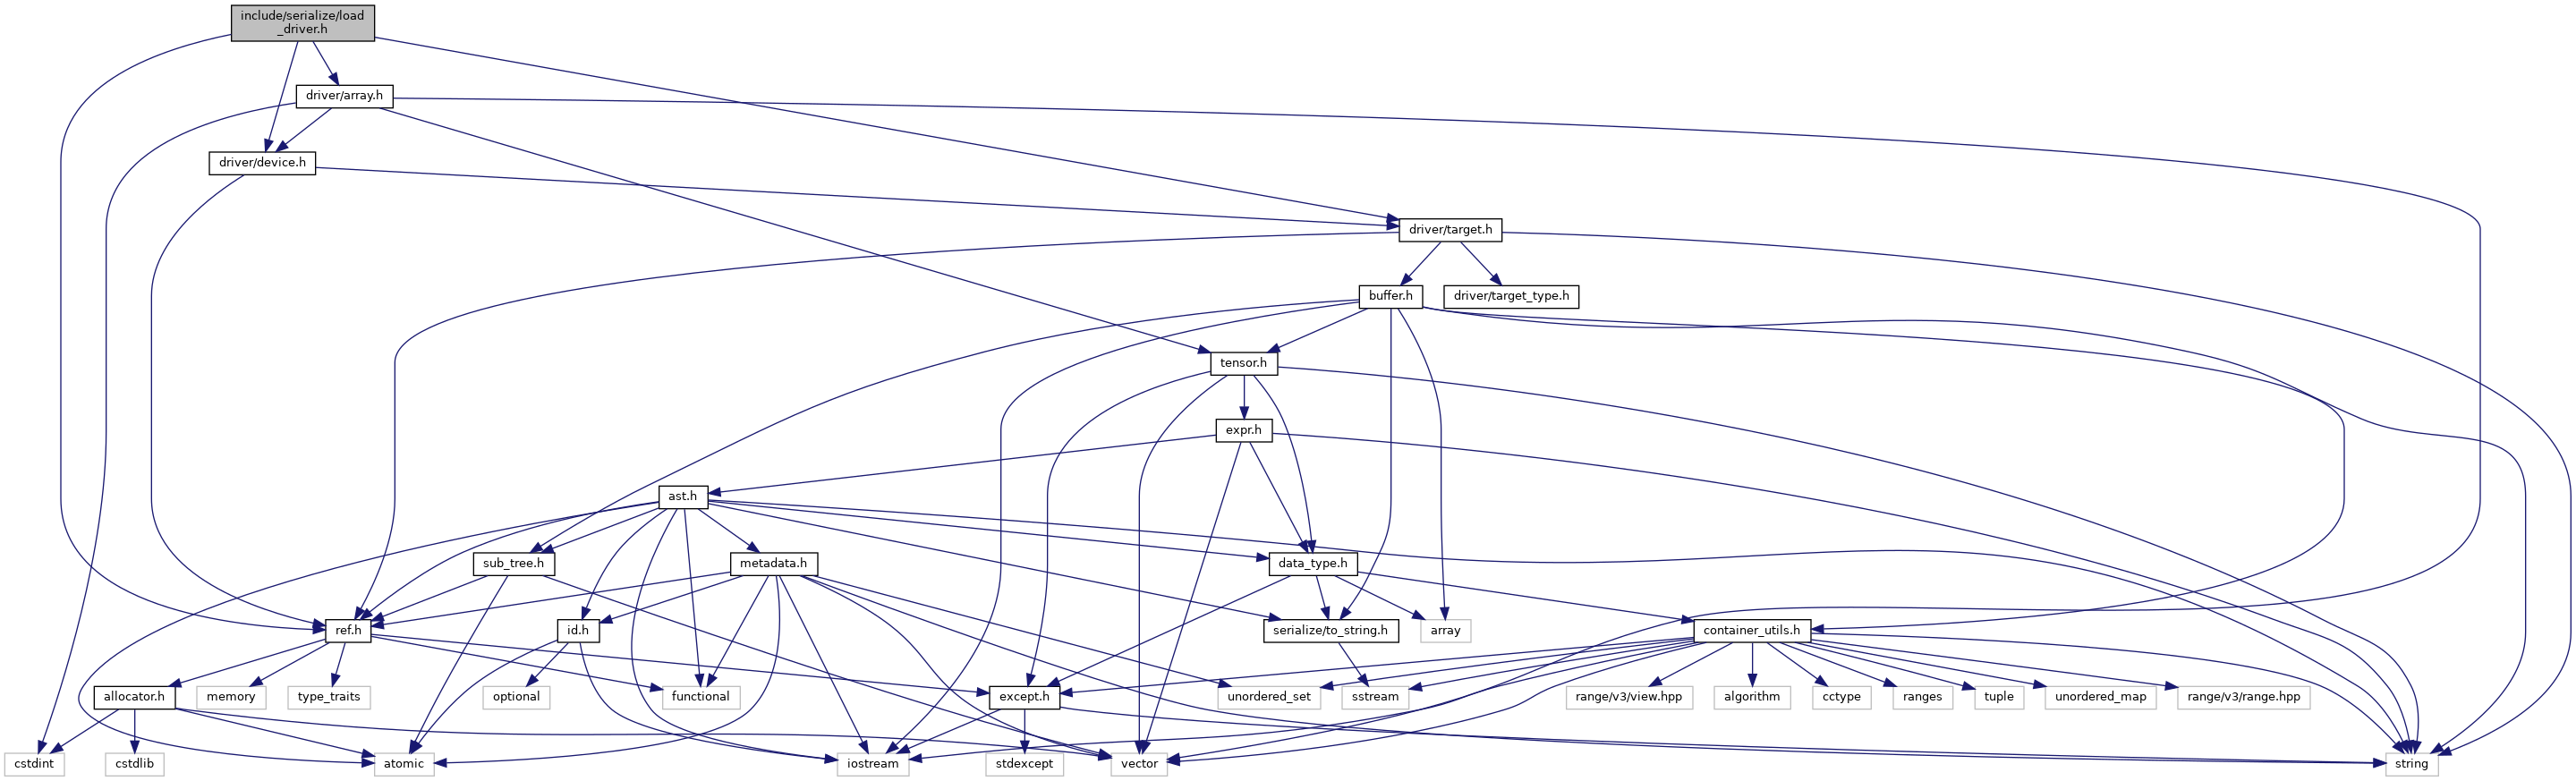 include/serialize/load
_driver.h
driver/array.h
driver/device.h
driver/target.h
buffer.h
driver/target_type.h
tensor.h
expr.h
ast.h
sub_tree.h
metadata.h
data_type.h
ref.h
id.h
serialize/to_string.h
array
container_utils.h
allocator.h
memory
type_traits
optional
functional
except.h
unordered_set
sstream
range/v3/view.hpp
algorithm
cctype
ranges
tuple
unordered_map
range/v3/range.hpp
cstdint
cstdlib
atomic
iostream
stdexcept
vector
string